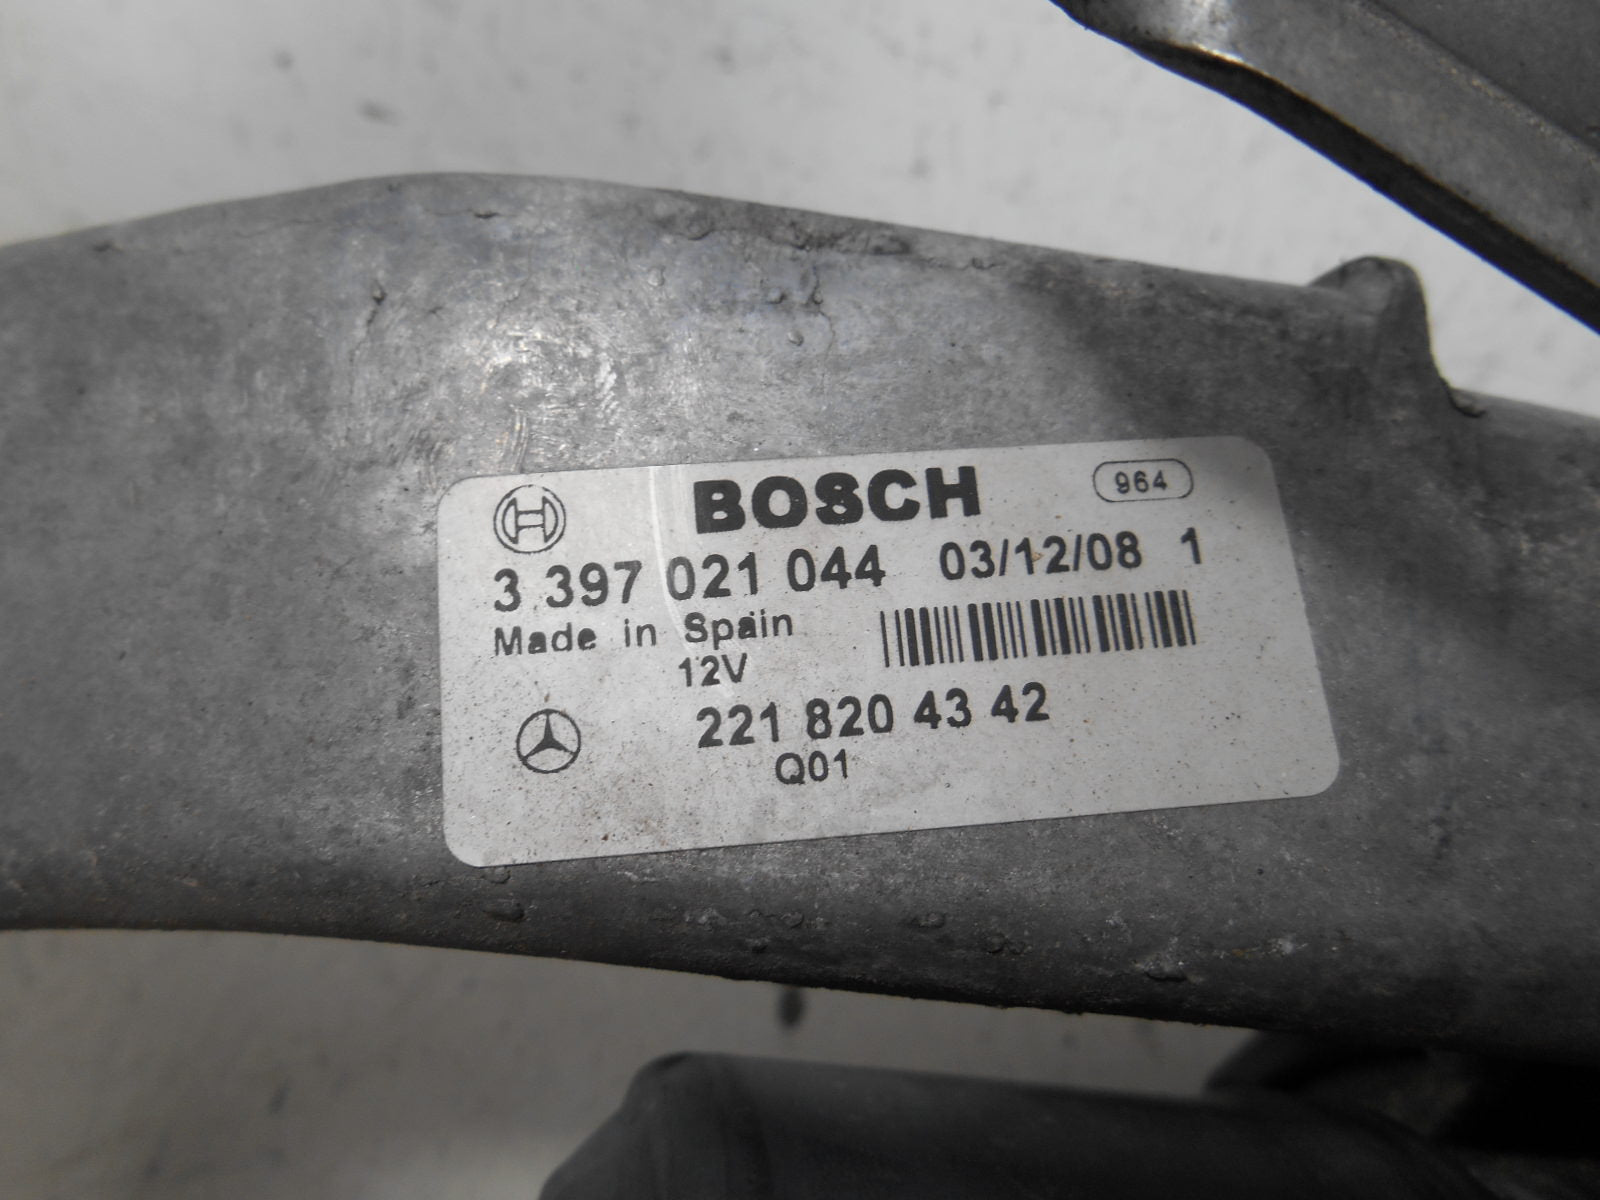 BOSCH 964
3 397 021 044 03/12/08 1
Made in Spain
12V
221 820 43 42
Q01